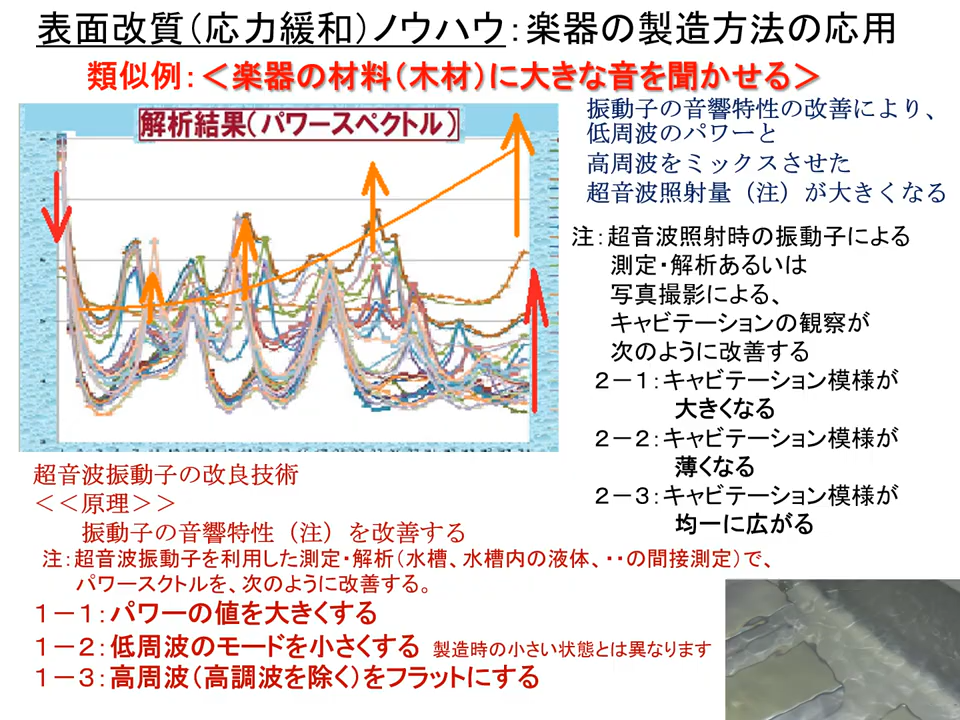 表面改質（応力緩和）ノウハウ：楽器の製造方法の応用
類似例：＜楽器の材料（木材）に大きな音を聞かせる＞
解析結果（パワースペクトル）
振動子の音響特性の改善により、
低周波のパワーと
高周波をミックスさせた
超音波照射量（注）が大きくなる
注：超音波照射時の振動子による
測定・解析あるいは
写真撮影による、
キャビテーションの観察が
次のように改善する
２－１：キャビテーション模様が
大きくなる
２－２：キャビテーション模様が
薄くなる
２－３：キャビテーション模様が
均一に広がる
超音波振動子の改良技術
＜＜原理＞＞
振動子の音響特性（注）を改善する
注：超音波振動子を利用した測定・解析（水槽、水槽内の液体、・・の間接測定）で、
パワースクトルを、次のように改善する。
１－１：パワーの値を大きくする
１－２：低周波のモードを小さくする 製造時の小さい状態とは異なります
１－３：高周波（高調波を除く）をフラットにする